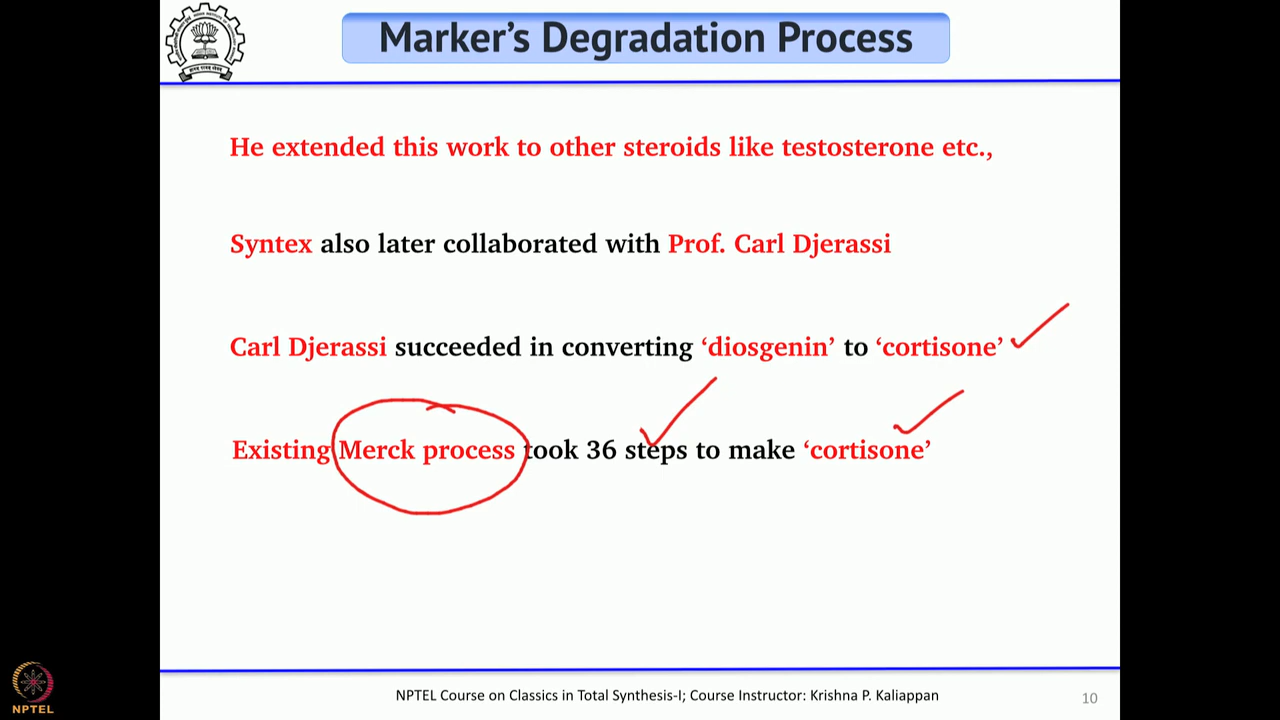 Marker’s Degradation Process
He extended this work to other steroids like testosterone etc.,
Syntex also later collaborated with Prof. Carl Djerassi
Carl Djerassi succeeded in converting ‘diosgenin’ to ‘cortisone’
Existing Merck process took 36 steps to make ‘cortisone’
NPTEL Course on Classics in Total Synthesis-I; Course Instructor: Krishna P. Kaliappan
10
NPTEL